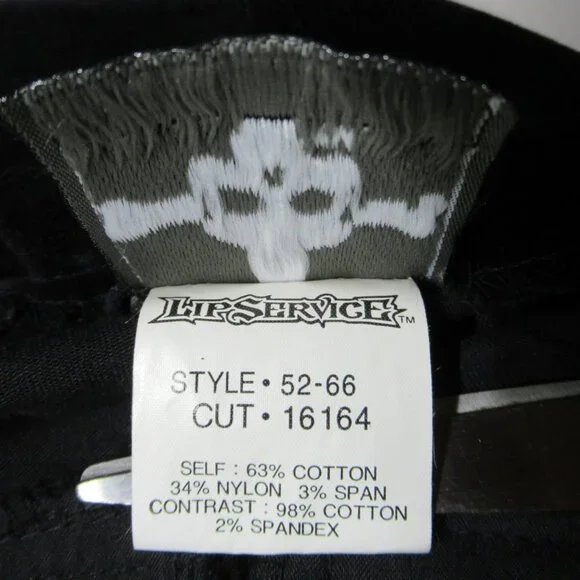 LIP SERVICE™
STYLE • 52-66
CUT • 16164
SELF : 63% COTTON
34% NYLON 3% SPAN
CONTRAST : 98% COTTON
2% SPANDEX